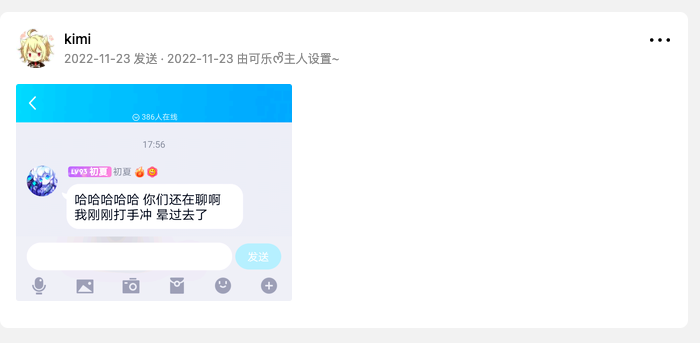 kimi
2022-11-23 发送 · 2022-11-23 由可乐ෆ主人设置~
386人在线
17:56
LV93 初夏 初夏
哈哈哈哈哈 你们还在聊啊
我刚刚打手冲 晕过去了
发送